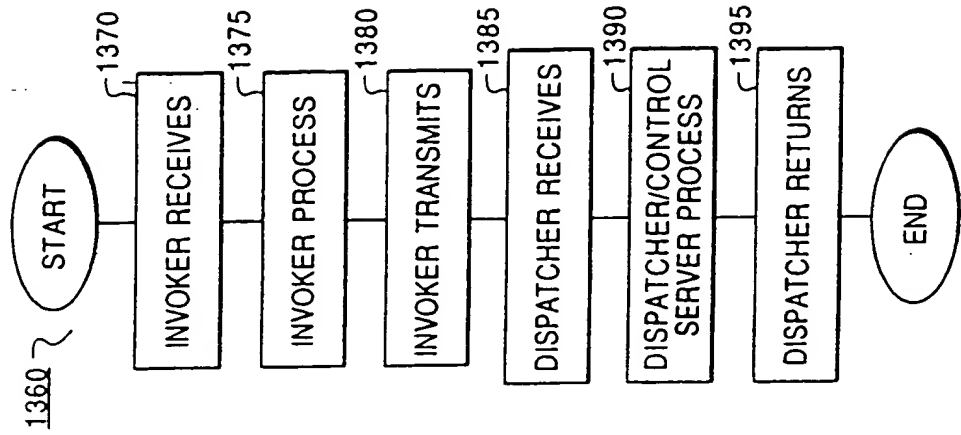 1360
START
1370
INVOKER RECEIVES
1375
INVOKER PROCESS
1380
INVOKER TRANSMITS
1385
DISPATCHER RECEIVES
1390
DISPATCHER/CONTROL
SERVER PROCESS
1395
DISPATCHER RETURNS
END